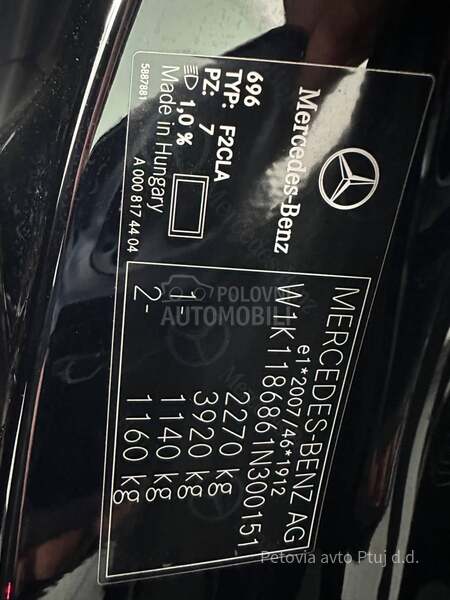 Mercedes-Benz
696
TYP: F2CLA
PZ: 7
1,0 %
Made in Hungary
A 000 817 44 04
5887881
MERCEDES-BENZ AG
e1*2007/46*1912
W1K1186861N300151
2270 kg
3920 kg
1- 1140 kg
2- 1160 kg
POLOVNI
AUTOMOBILI
Petovia avto Ptuj d.d.